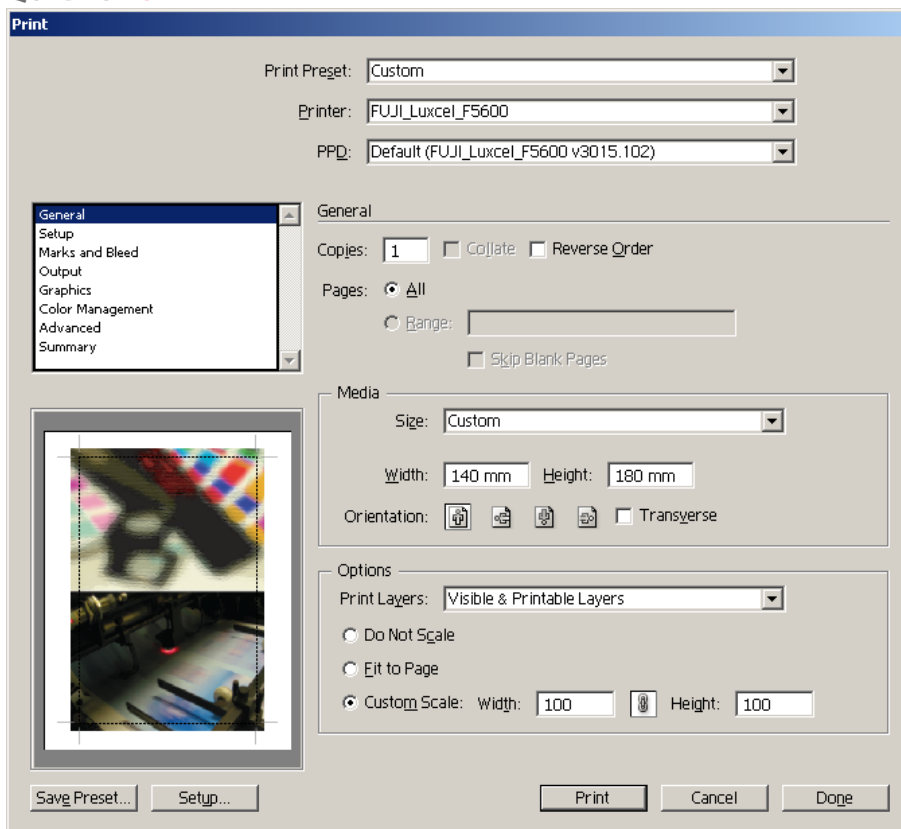 Print
Print Preset: Custom
Printer: FUJI_Luxcel_F5600
PPD: Default (FUJI_Luxcel_F5600 v3015.102)
General
Setup
Marks and Bleed
Output
Graphics
Color Management
Advanced
Summary
General
Copies: 1 Collate Reverse Order
Pages: All
Range:
Skip Blank Pages
Media
Size: Custom
Width: 140 mm Height: 180 mm
Orientation: Transverse
Options
Print Layers: Visible & Printable Layers
Do Not Scale
Fit to Page
Custom Scale: Width: 100 Height: 100
Save Preset... Setup... Print Cancel Done